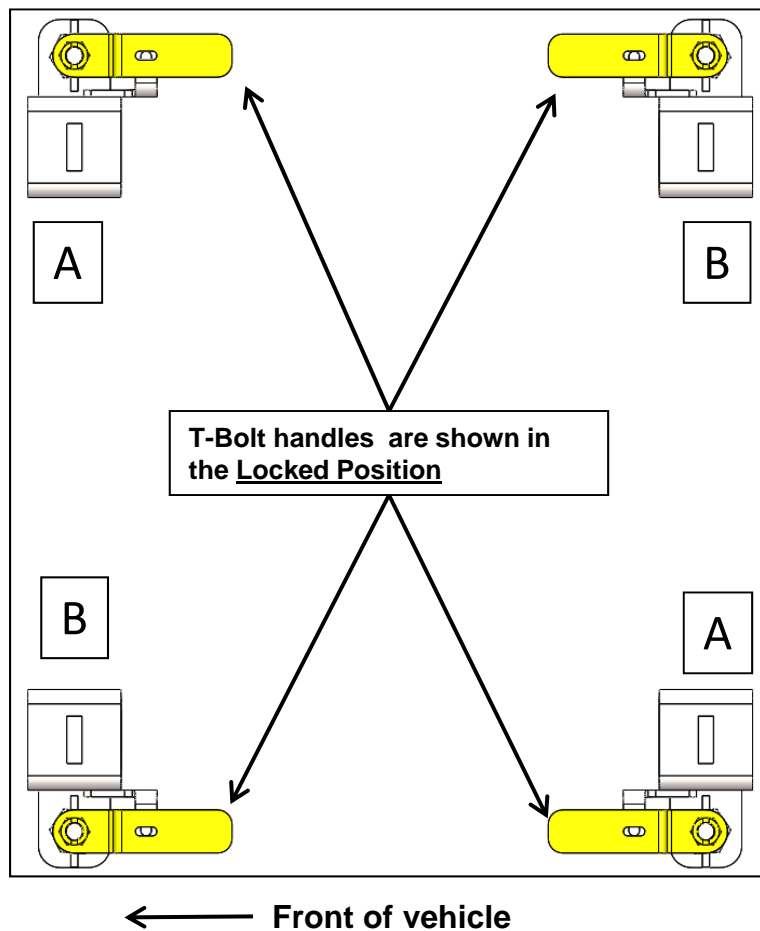 A
B
T-Bolt handles are shown in
the Locked Position
B
A
Front of vehicle